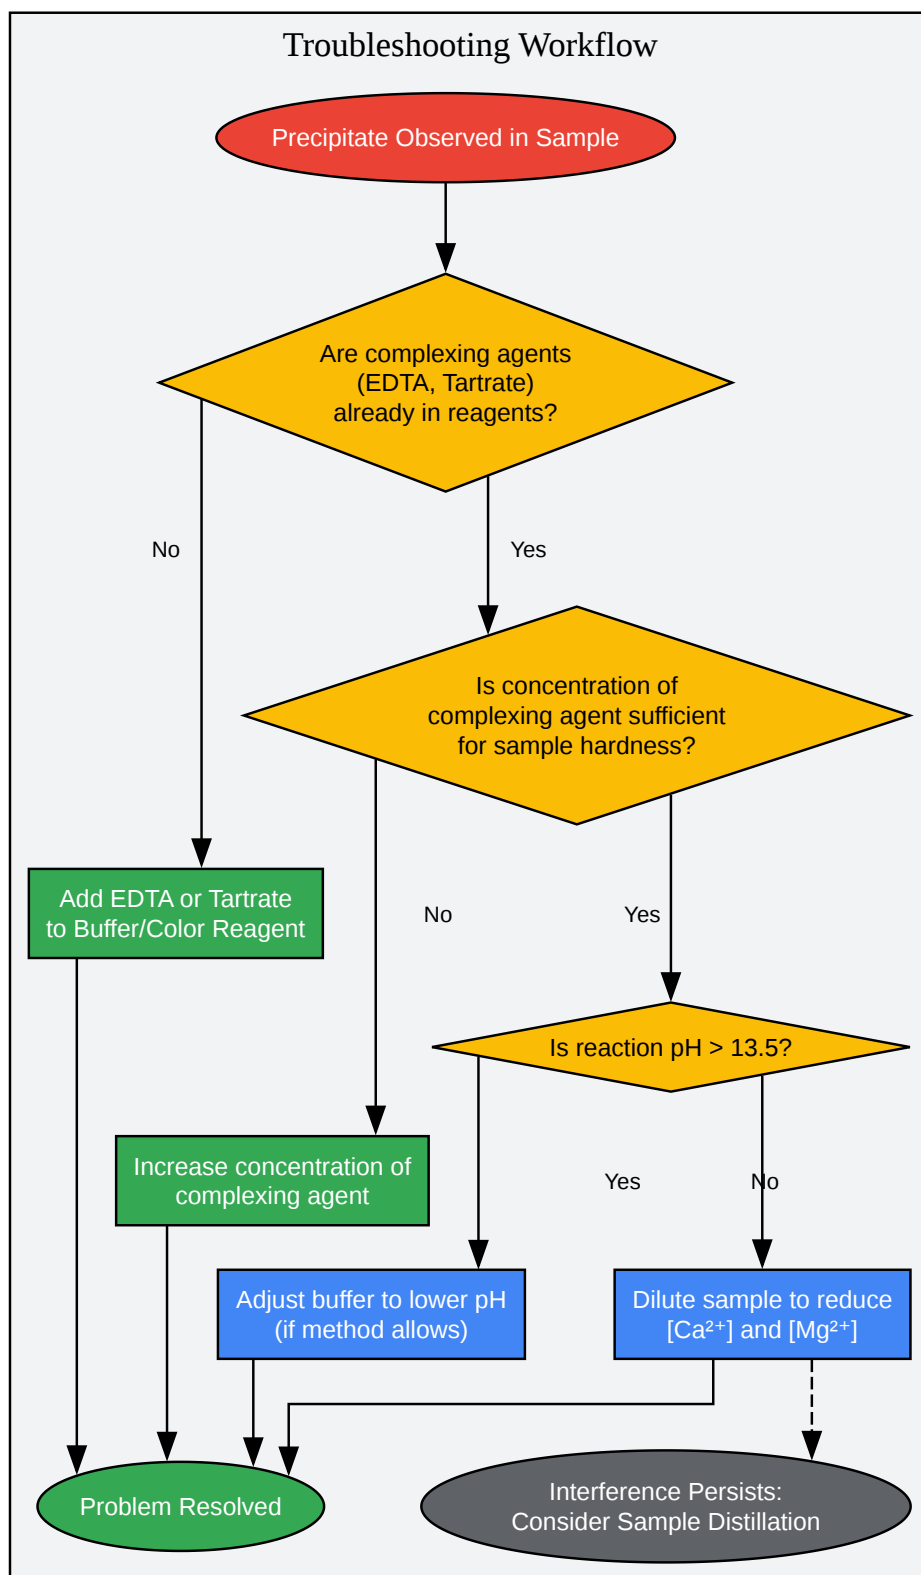 Troubleshooting Workflow
Precipitate Observed in Sample
Are complexing agents
(EDTA, Tartrate)
already in reagents?
No
Yes
Is concentration of
complexing agent sufficient
for sample hardness?
Add EDTA or Tartrate
to Buffer/Color Reagent
No
Yes
Is reaction pH > 13.5?
Increase concentration of
complexing agent
Yes
No
Adjust buffer to lower pH
(if method allows)
Dilute sample to reduce
[Ca²⁺] and [Mg²⁺]
Problem Resolved
Interference Persists:
Consider Sample Distillation